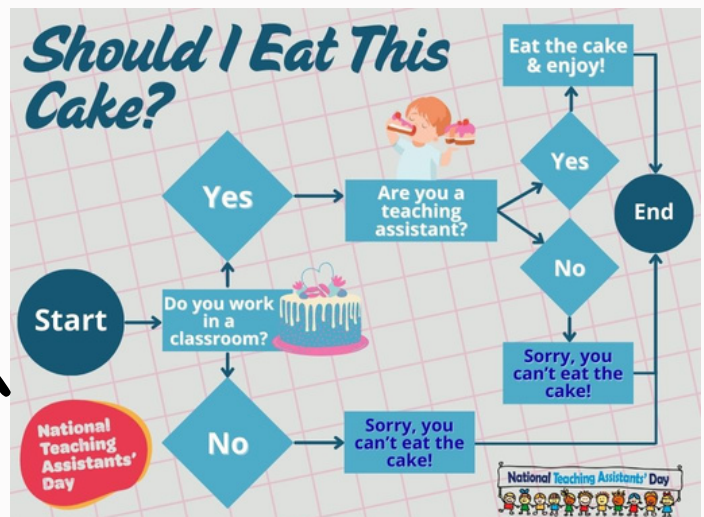 Should I Eat This
Cake?
Eat the cake
& enjoy!
Yes
Yes
Are you a
teaching
assistant?
End
No
Start
Do you work
in a
classroom?
Sorry, you
can't eat the
cake!
National
Teaching
Assistants'
Day
No
Sorry, you
can't eat the
cake!
National Teaching Assistants' Day